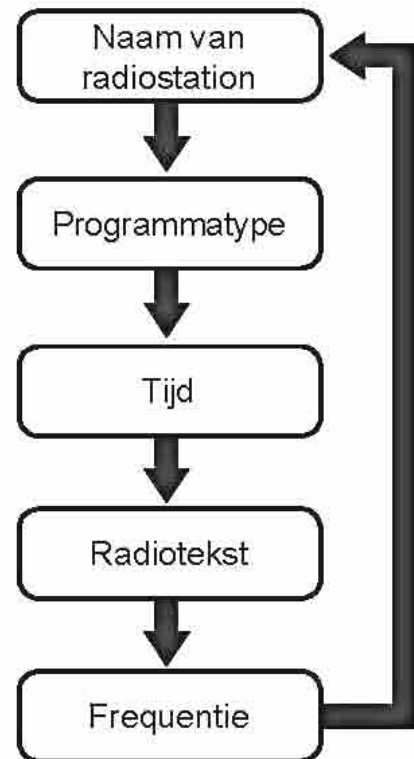 Naam van
radiostation
Programmatype
Tijd
Radiotekst
Frequentie